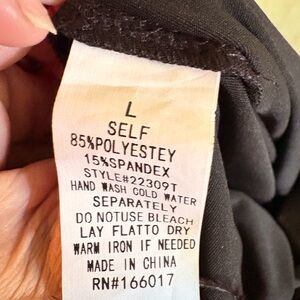 L
SELF
85%POLYESTEY
15%SPANDEX
STYLE#22309T
HAND WASH COLD WATER
SEPARATELY
DO NOTUSE BLEACH
LAY FLATTO DRY
WARM IRON IF NEEDED
MADE IN CHINA
RN#166017